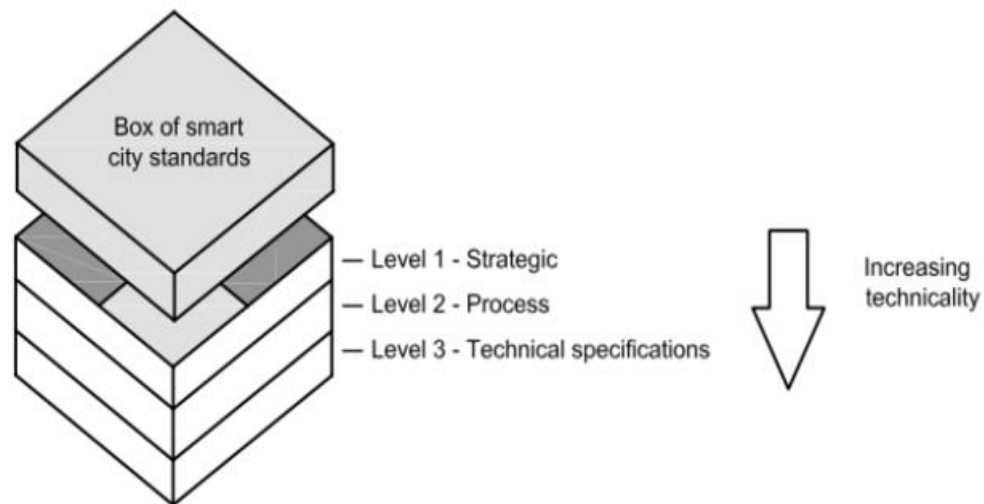 Box of smart
city standards
Level 1 - Strategic
Level 2 - Process
Level 3 - Technical specifications
Increasing
technicality